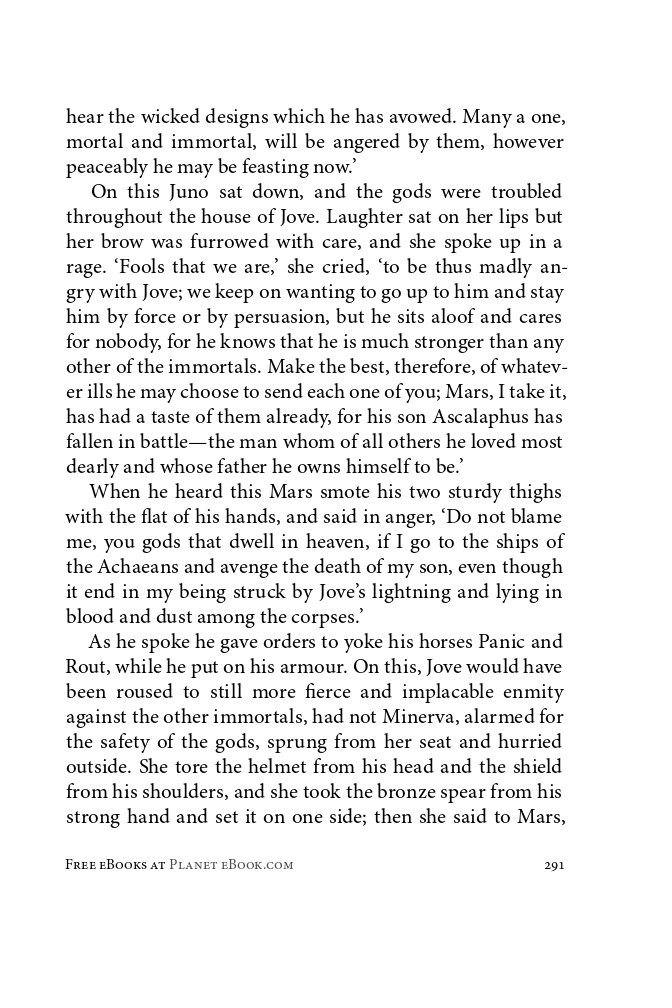 hear the wicked designs which he has avowed. Many a one,
mortal and immortal, will be angered by them, however
peaceably he may be feasting now.’
On this Juno sat down, and the gods were troubled
throughout the house of Jove. Laughter sat on her lips but
her brow was furrowed with care, and she spoke up in a
rage. ‘Fools that we are,’ she cried, ‘to be thus madly an-
gry with Jove; we keep on wanting to go up to him and stay
him by force or by persuasion, but he sits aloof and cares
for nobody, for he knows that he is much stronger than any
other of the immortals. Make the best, therefore, of whatev-
er ills he may choose to send each one of you; Mars, I take it,
has had a taste of them already, for his son Ascalaphus has
fallen in battle—the man whom of all others he loved most
dearly and whose father he owns himself to be.’
When he heard this Mars smote his two sturdy thighs
with the flat of his hands, and said in anger, ‘Do not blame
me, you gods that dwell in heaven, if I go to the ships of
the Achaeans and avenge the death of my son, even though
it end in my being struck by Jove’s lightning and lying in
blood and dust among the corpses.’
As he spoke he gave orders to yoke his horses Panic and
Rout, while he put on his armour. On this, Jove would have
been roused to still more fierce and implacable enmity
against the other immortals, had not Minerva, alarmed for
the safety of the gods, sprung from her seat and hurried
outside. She tore the helmet from his head and the shield
from his shoulders, and she took the bronze spear from his
strong hand and set it on one side; then she said to Mars,
Free eBooks at Planet eBook.com 291